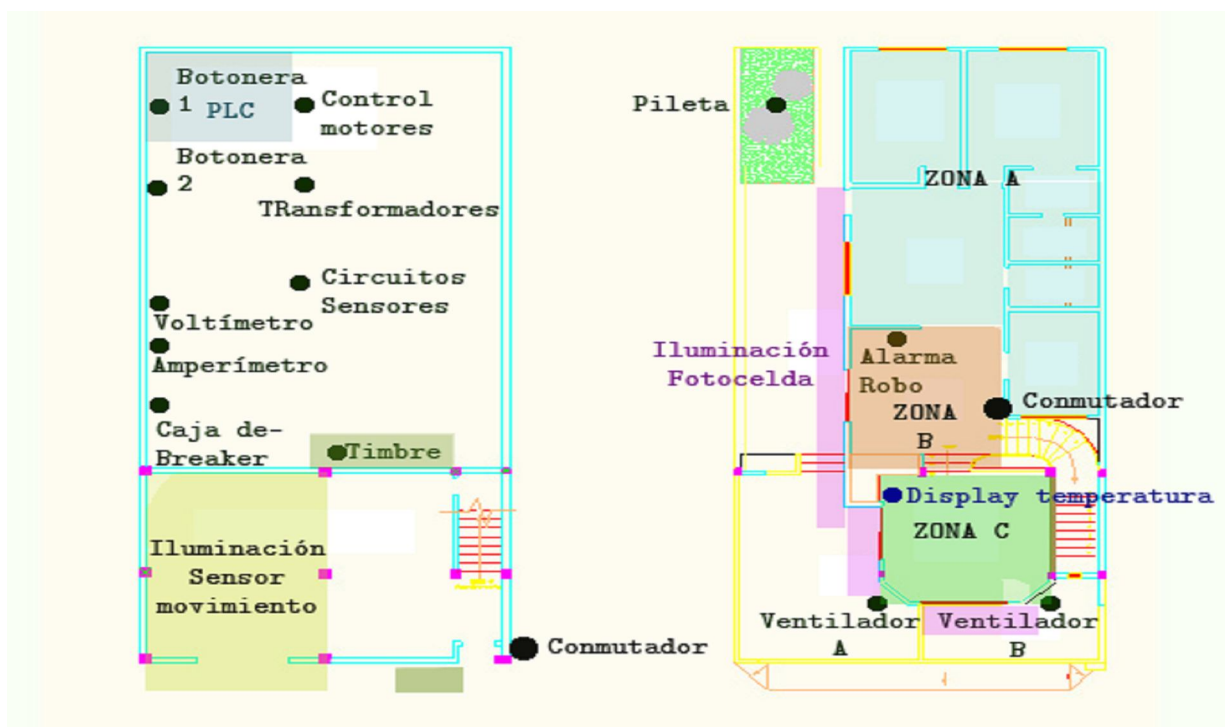 Botonera
1 PLC
Control
motores
Botonera
2
TRansformadores
Circuitos
Sensores
Voltímetro
Amperímetro
Caja de-
Breaker
Timbre
Iluminación
Sensor
movimiento
Conmutador
Pileta
ZONA A
Iluminación
Fotocelda
Alarma
Robo
ZONA
B
Conmutador
Display temperatura
ZONA C
Ventilador
A
Ventilador
B